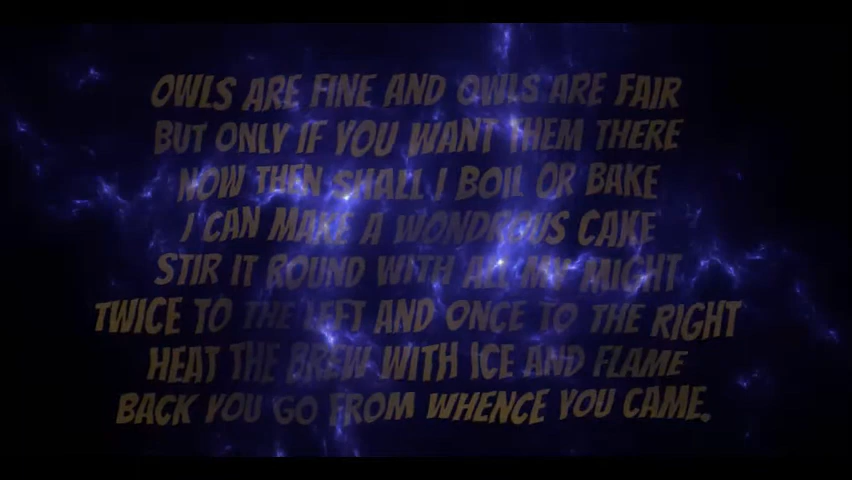 OWLS ARE FINE AND OWLS ARE FAIR
BUT ONLY IF YOU WANT THEM THERE
NOW THEN SHALL I BOIL OR BAKE
I CAN MAKE A WONDROUS CAKE
STIR IT ROUND WITH ALL MY MIGHT
TWICE TO THE LEFT AND ONCE TO THE RIGHT
HEAT THE BREW WITH ICE AND FLAME
BACK YOU GO FROM WHENCE YOU CAME.